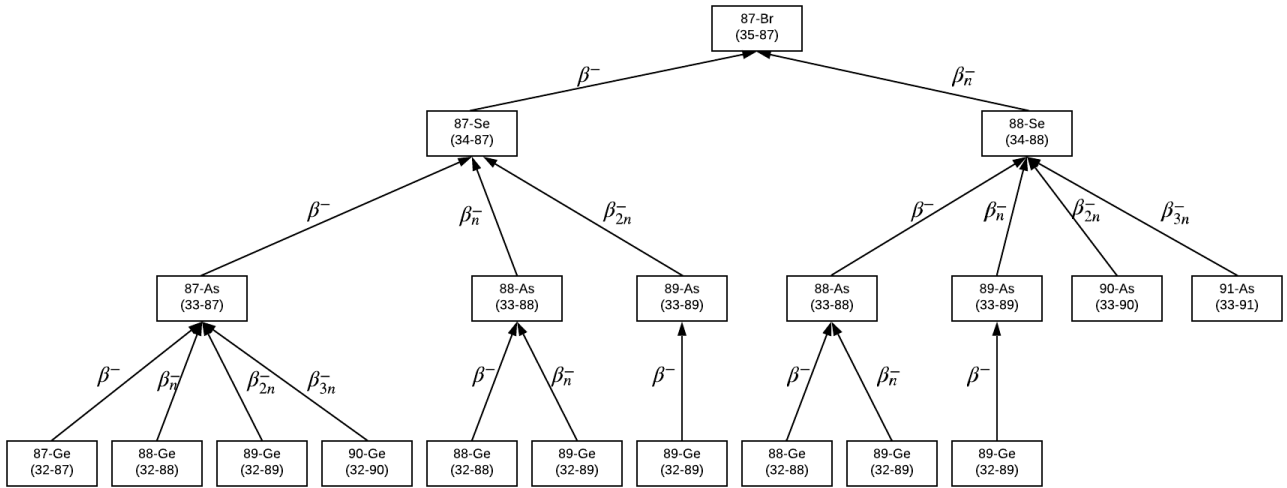 87-Br
(35-87)
β⁻
βₙ⁻
87-Se
(34-87)
88-Se
(34-88)
β⁻
βₙ⁻
β₂ₙ⁻
β⁻
βₙ⁻
β₂ₙ⁻
β₃ₙ⁻
87-As
(33-87)
88-As
(33-88)
89-As
(33-89)
88-As
(33-88)
89-As
(33-89)
90-As
(33-90)
91-As
(33-91)
β⁻
βₙ⁻
β₂ₙ⁻
β₃ₙ⁻
β⁻
βₙ⁻
β⁻
β⁻
βₙ⁻
β⁻
87-Ge
(32-87)
88-Ge
(32-88)
89-Ge
(32-89)
90-Ge
(32-90)
88-Ge
(32-88)
89-Ge
(32-89)
89-Ge
(32-89)
88-Ge
(32-88)
89-Ge
(32-89)
89-Ge
(32-89)